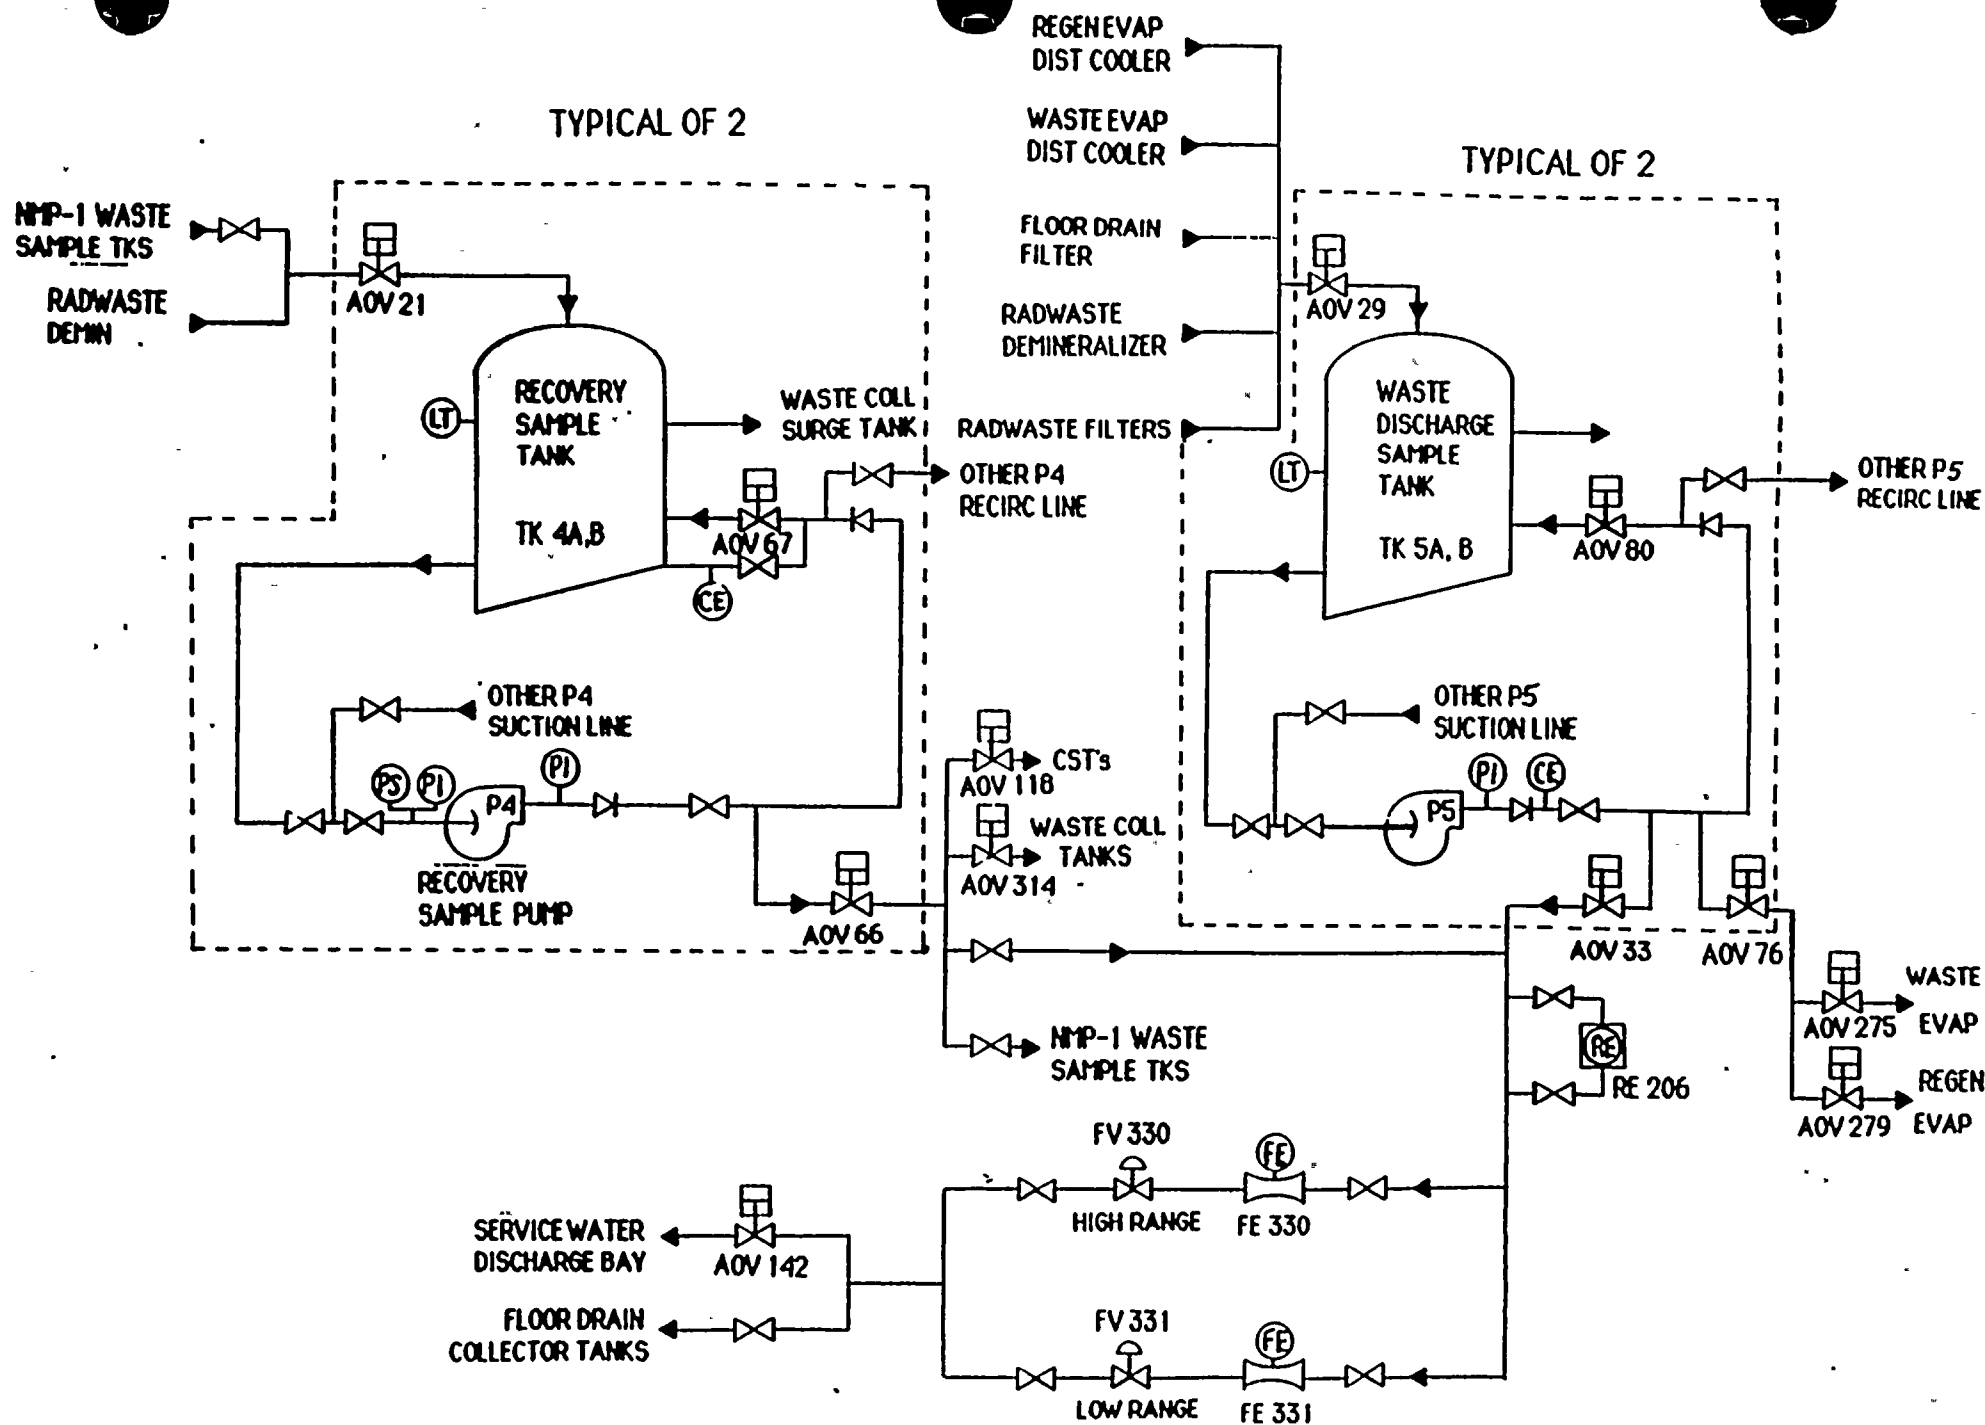 REGEN EVAP
DIST COOLER
TYPICAL OF 2
WASTE EVAP
DIST COOLER
TYPICAL OF 2
NMP-1 WASTE
SAMPLE TKS
FLOOR DRAIN
FILTER
RADWASTE
DEMIN
AOV 21
AOV 29
RADWASTE
DEMINERALIZER
RADWASTE FILTERS
LT
RECOVERY
SAMPLE
TANK
TK 4A,B
WASTE COLL
SURGE TANK
OTHER P4
RECIRC LINE
AOV 67
CE
LT
WASTE
DISCHARGE
SAMPLE
TANK
TK 5A, B
AOV 80
OTHER P5
RECIRC LINE
OTHER P4
SUCTION LINE
PS
PI
P4
PI
RECOVERY
SAMPLE PUMP
AOV 66
AOV 118
CST's
AOV 314
WASTE COLL
TANKS
OTHER P5
SUCTION LINE
PI
CE
P5
AOV 33
AOV 76
WASTE
EVAP
AOV 275
REGEN
EVAP
AOV 279
NMP-1 WASTE
SAMPLE TKS
RE
RE 206
FV 330
FE
HIGH RANGE
FE 330
SERVICE WATER
DISCHARGE BAY
AOV 142
FLOOR DRAIN
COLLECTOR TANKS
FV 331
FE
LOW RANGE
FE 331